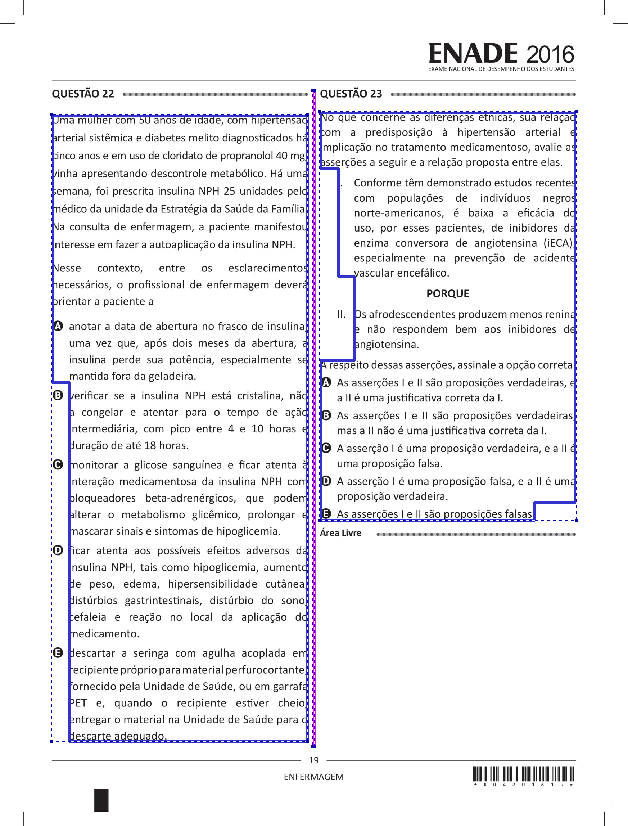 ENADE 2016
EXAME NACIONAL DE DESEMPENHO DOS ESTUDANTES
QUESTÃO 22
Uma mulher com 50 anos de idade, com hipertensão
arterial sistêmica e diabetes melito diagnosticados há
cinco anos e em uso de cloridato de propranolol 40 mg,
vinha apresentando descontrole metabólico. Há uma
semana, foi prescrita insulina NPH 25 unidades pelo
médico da unidade da Estratégia da Saúde da Família.
Na consulta de enfermagem, a paciente manifestou
interesse em fazer a autoaplicação da insulina NPH.
Nesse contexto, entre os esclarecimentos
necessários, o profissional de enfermagem deverá
orientar a paciente a
A anotar a data de abertura no frasco de insulina,
uma vez que, após dois meses da abertura, a
insulina perde sua potência, especialmente se
mantida fora da geladeira.
B verificar se a insulina NPH está cristalina, não
a congelar e atentar para o tempo de ação
intermediária, com pico entre 4 e 10 horas e
duração de até 18 horas.
C monitorar a glicose sanguínea e ficar atenta à
interação medicamentosa da insulina NPH com
bloqueadores beta-adrenérgicos, que podem
alterar o metabolismo glicêmico, prolongar e
mascarar sinais e sintomas de hipoglicemia.
D ficar atenta aos possíveis efeitos adversos da
insulina NPH, tais como hipoglicemia, aumento
de peso, edema, hipersensibilidade cutânea,
distúrbios gastrintestinais, distúrbio do sono,
cefaleia e reação no local da aplicação do
medicamento.
E descartar a seringa com agulha acoplada em
recipiente próprio para material perfurocortante,
fornecido pela Unidade de Saúde, ou em garrafa
PET e, quando o recipiente estiver cheio,
entregar o material na Unidade de Saúde para o
descarte adequado.
QUESTÃO 23
No que concerne às diferenças étnicas, sua relação
com a predisposição à hipertensão arterial e
implicação no tratamento medicamentoso, avalie as
asserções a seguir e a relação proposta entre elas.
I. Conforme têm demonstrado estudos recentes
com populações de indivíduos negros
norte-americanos, é baixa a eficácia do
uso, por esses pacientes, de inibidores da
enzima conversora de angiotensina (iECA),
especialmente na prevenção de acidente
vascular encefálico.
PORQUE
II. Os afrodescendentes produzem menos renina
e não respondem bem aos inibidores de
angiotensina.
A respeito dessas asserções, assinale a opção correta.
A As asserções I e II são proposições verdadeiras, e
a II é uma justificativa correta da I.
B As asserções I e II são proposições verdadeiras,
mas a II não é uma justificativa correta da I.
C A asserção I é uma proposição verdadeira, e a II é
uma proposição falsa.
D A asserção I é uma proposição falsa, e a II é uma
proposição verdadeira.
E As asserções I e II são proposições falsas.
Área Livre
19
ENFERMAGEM